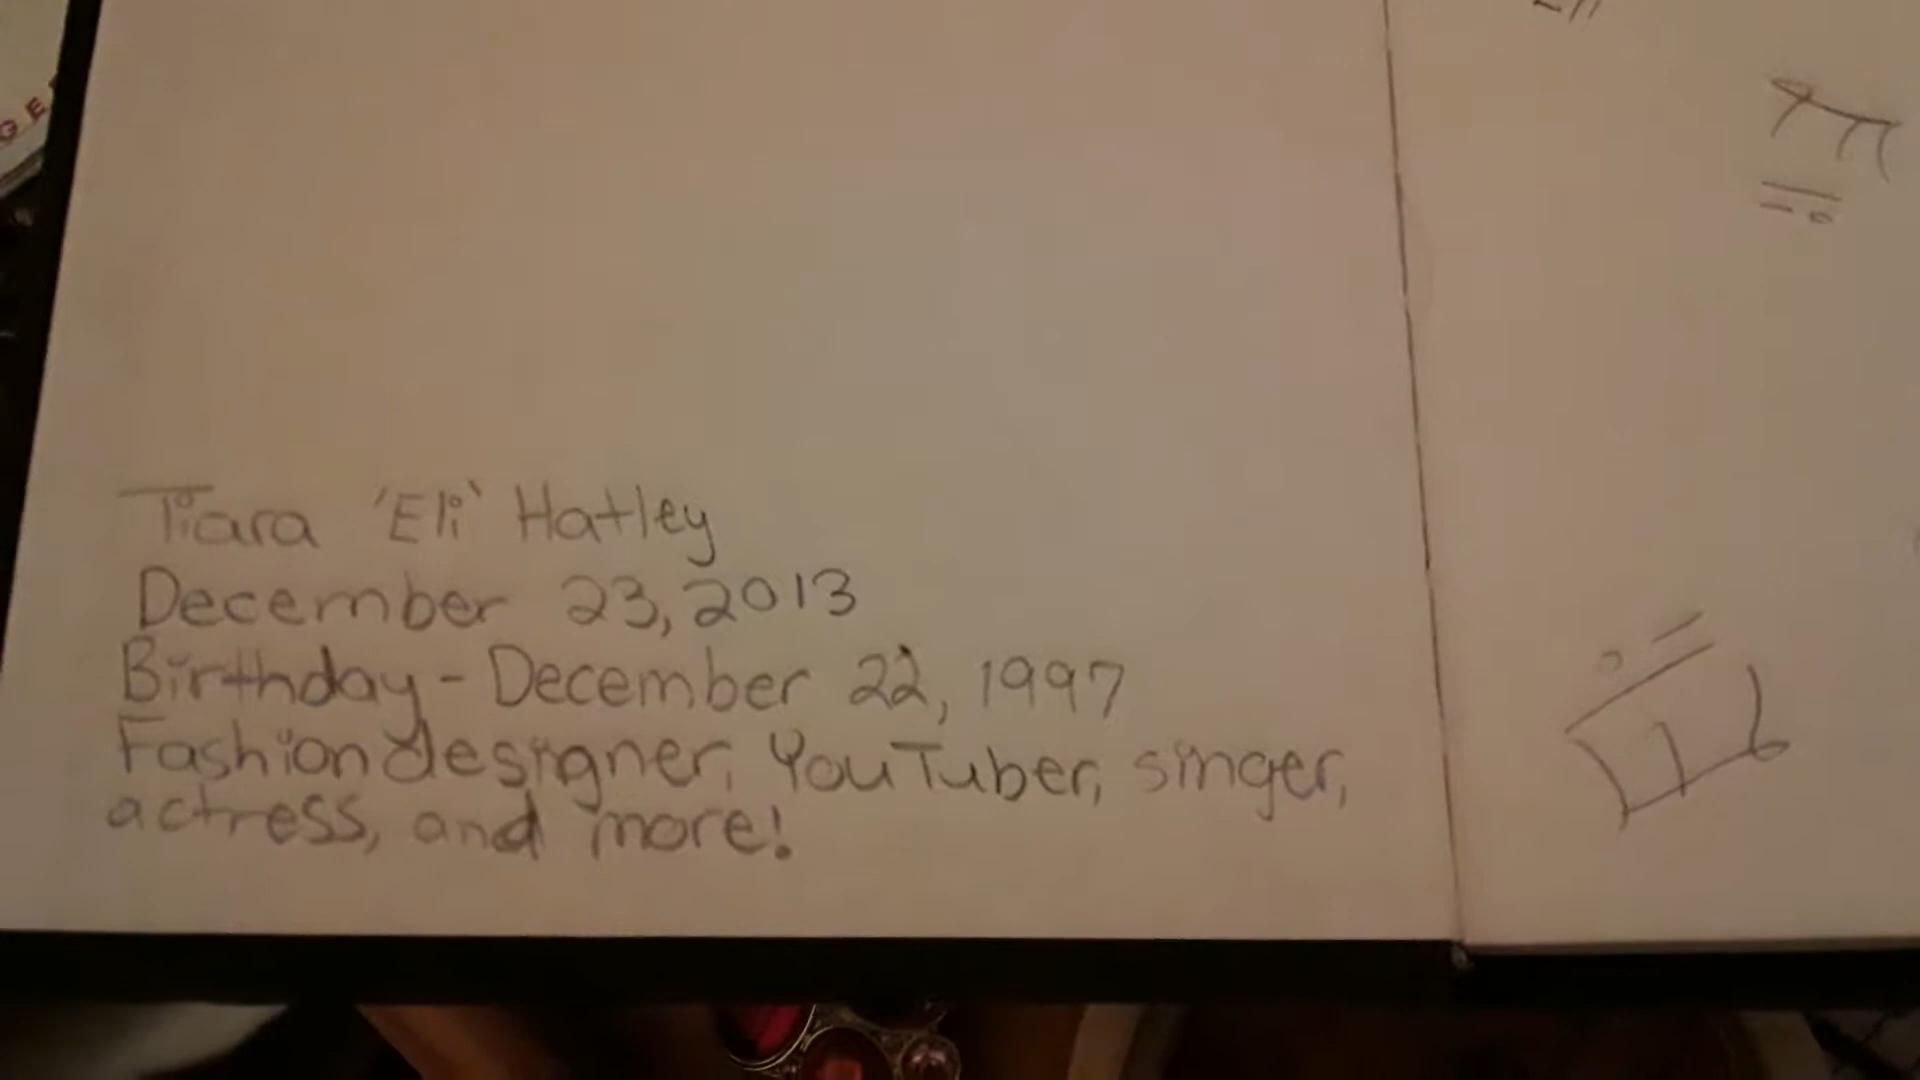 Tiara 'Eli' Hatley
December 23, 2013
Birthday - December 22, 1997
Fashion designer, YouTuber, singer,
actress, and more!